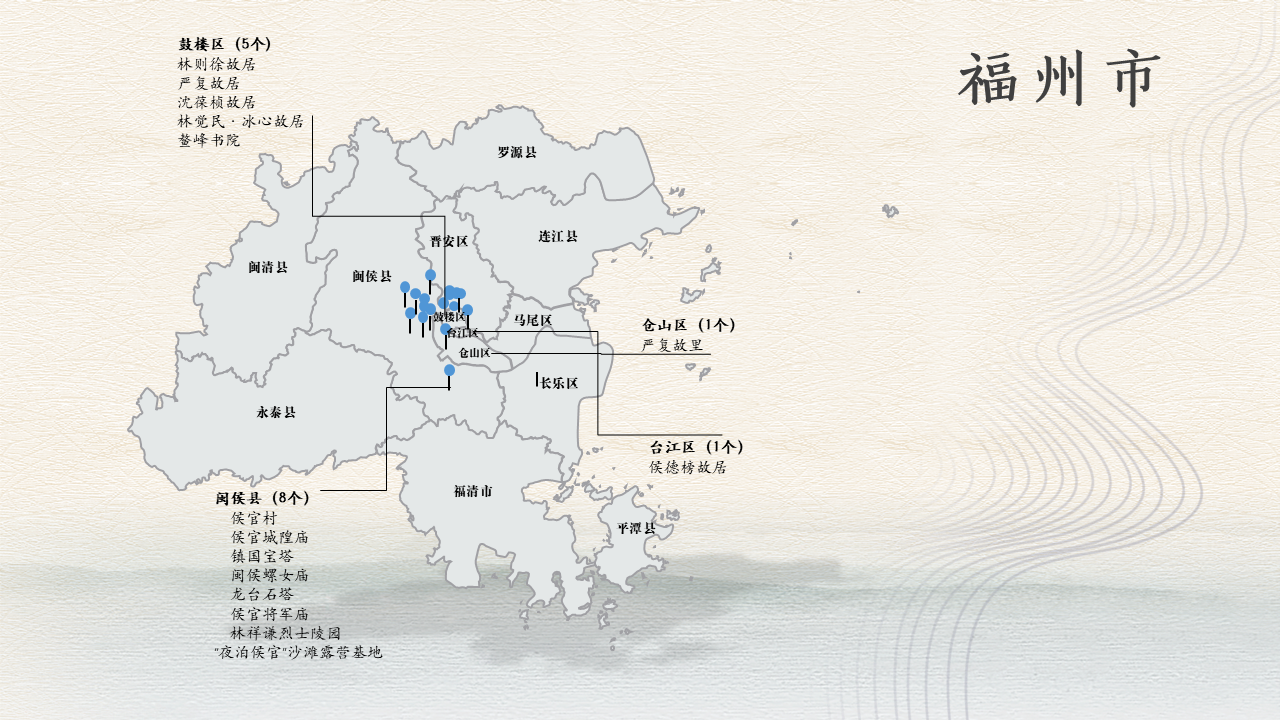 福州市
鼓楼区（5个）
林则徐故居
严复故居
沈葆桢故居
林觉民·冰心故居
鳌峰书院
罗源县
连江县
晋安区
闽清县
闽侯县
鼓楼区
马尾区
台江区
仓山区
长乐区
永泰县
福清市
平潭县
仓山区（1个）
严复故里
台江区（1个）
侯德榜故居
闽侯县（8个）
侯官村
侯官城隍庙
镇国宝塔
闽侯螺女庙
龙台石塔
侯官将军庙
林祥谦烈士陵园
“夜泊侯官”沙滩露营基地